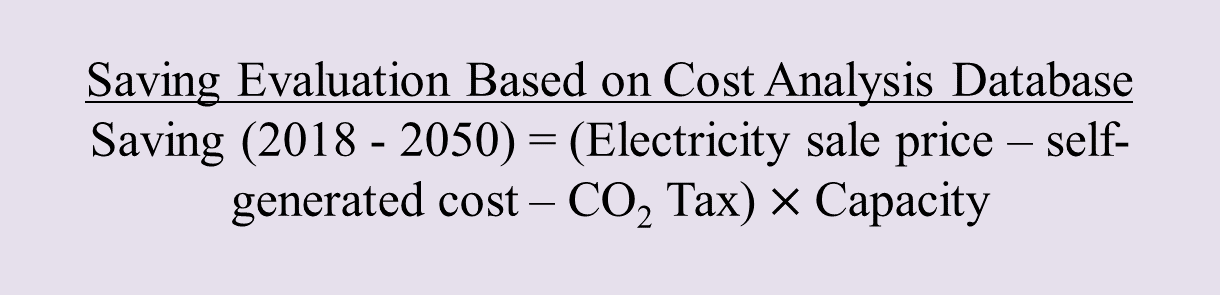 Saving Evaluation Based on Cost Analysis Database
Saving (2018 - 2050) = (Electricity sale price – self-
generated cost – CO₂ Tax) × Capacity